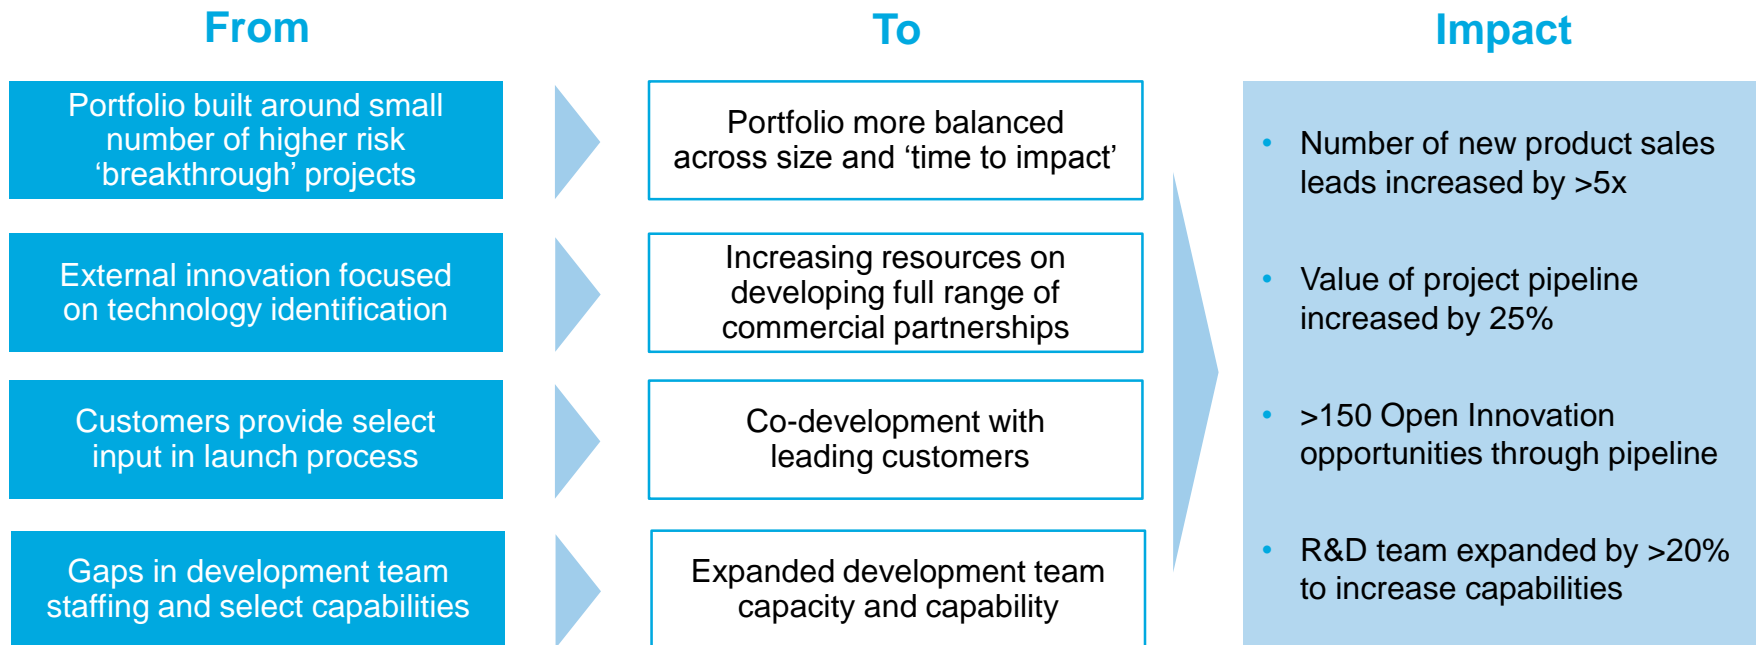 From
To
Impact
Portfolio built around small
number of higher risk
‘breakthrough’ projects
Portfolio more balanced
across size and ‘time to impact’
External innovation focused
on technology identification
Increasing resources on
developing full range of
commercial partnerships
Customers provide select
input in launch process
Co-development with
leading customers
Gaps in development team
staffing and select capabilities
Expanded development team
capacity and capability
• Number of new product sales
leads increased by >5x
• Value of project pipeline
increased by 25%
• >150 Open Innovation
opportunities through pipeline
• R&D team expanded by >20%
to increase capabilities